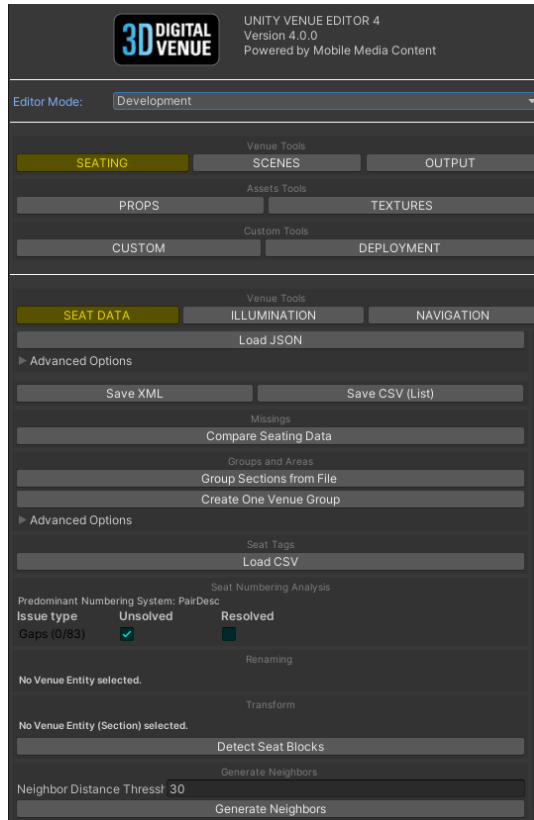 3D DIGITAL VENUE
UNITY VENUE EDITOR 4
Version 4.0.0
Powered by Mobile Media Content
Editor Mode: Development
Venue Tools
SEATING SCENES OUTPUT
Assets Tools
PROPS TEXTURES
Custom Tools
CUSTOM DEPLOYMENT
Venue Tools
SEAT DATA ILLUMINATION NAVIGATION
Load JSON
Advanced Options
Save XML Save CSV (List)
Missings
Compare Seating Data
Groups and Areas
Group Sections from File
Create One Venue Group
Advanced Options
Seat Tags
Load CSV
Seat Numbering Analysis
Predominant Numbering System: PairDesc
Issue type Unsolved Resolved
Gaps (0/83)
Renaming
No Venue Entity selected.
Transform
No Venue Entity (Section) selected.
Detect Seat Blocks
Generate Neighbors
Neighbor Distance Thresh 30
Generate Neighbors